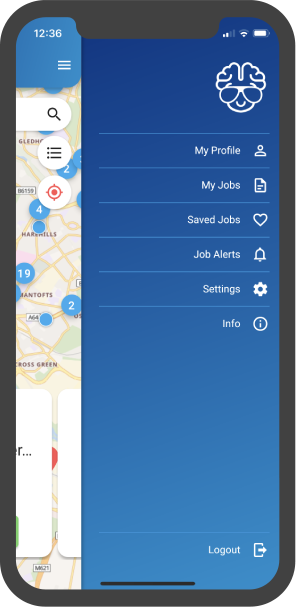 12:36
GLEDHO
2
B6159
4
HAREHILLS
19
BANTOFTS
2
A64
CROSS GREEN
er...
M621
My Profile
My Jobs
Saved Jobs
Job Alerts
Settings
Info
Logout